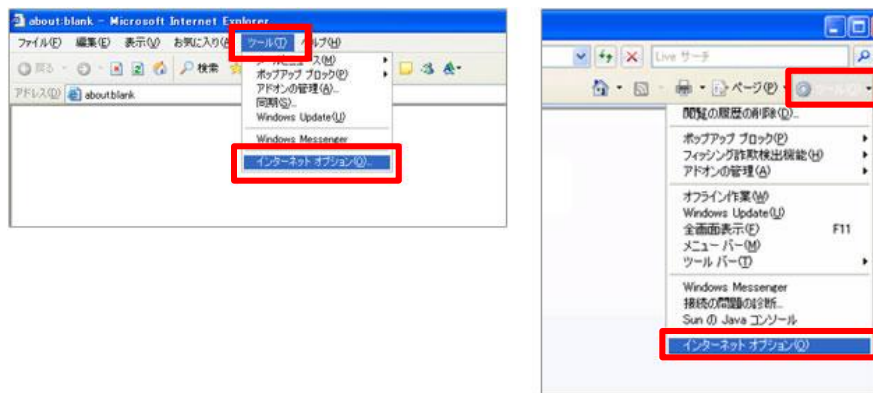 about:blank - Microsoft Internet Explorer
ファイル(F) 編集(E) 表示(V) お気に入り(A ツール(T) ヘルプ(H)
戻る 検索
ポップアップ ブロック(P)
アドオンの管理(A)...
同期(S)...
Windows Update(U)
Windows Messenger
インターネット オプション(O)...
アドレス(D) about:blank
Live サーチ
ページ(P) ツール(O)
閲覧の履歴の削除(D)...
ポップアップ ブロック(P)
フィッシング詐欺検出機能(H)
アドオンの管理(A)
オフライン作業(W)
Windows Update(U)
全画面表示(F) F11
メニュー バー(M)
ツール バー(T)
Windows Messenger
接続の問題の診断...
Sun の Java コンソール
インターネット オプション(O)